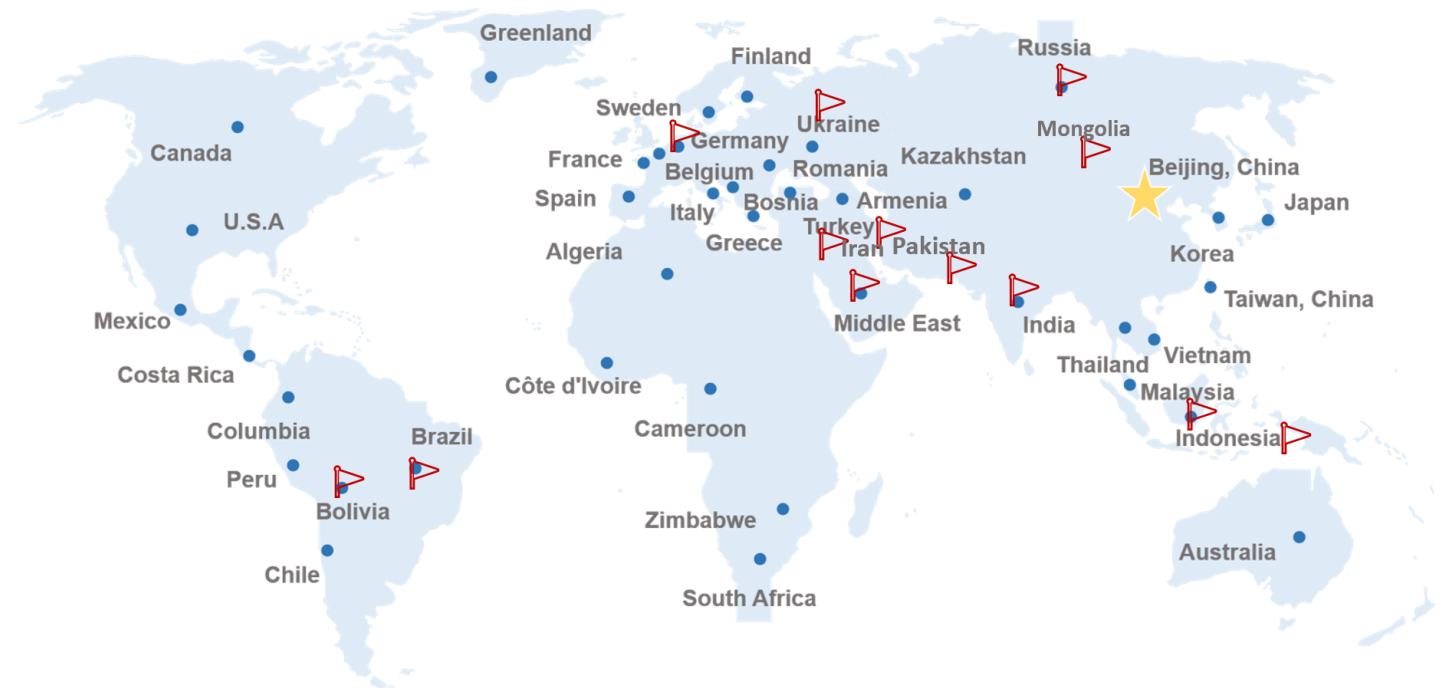 Greenland
Russia
Finland
Sweden
Ukraine
Mongolia
Germany
Canada
France
Kazakhstan
Beijing, China
Belgium
Romania
Spain
Bosnia
Armenia
Japan
Italy
U.S.A
Turkey
Greece
Iran
Pakistan
Algeria
Korea
Taiwan, China
Mexico
Middle East
India
Vietnam
Thailand
Costa Rica
Côte d'Ivoire
Malaysia
Columbia
Cameroon
Brazil
Indonesia
Peru
Bolivia
Zimbabwe
Australia
Chile
South Africa